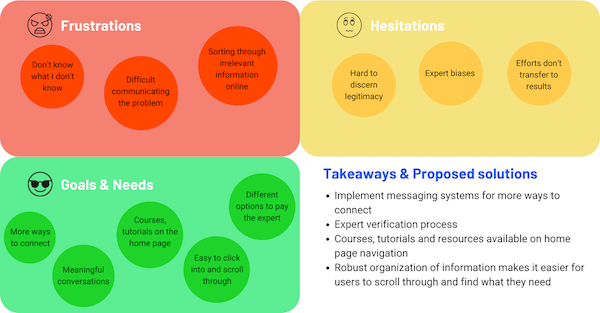 Frustrations
Don't know
what I don't
know
Difficult
communicating
the problem
Sorting through
irrelevant
information
online
Hesitations
Hard to
discern
legitimacy
Expert biases
Efforts don't
transfer to
results
Goals & Needs
More ways
to connect
Meaningful
conversations
Courses,
tutorials on the
home page
Easy to click
into and scroll
through
Different
options to pay
the expert
Takeaways & Proposed solutions
• Implement messaging systems for more ways to
connect
• Expert verification process
• Courses, tutorials and resources available on home
page navigation
• Robust organization of information makes it easier for
users to scroll through and find what they need